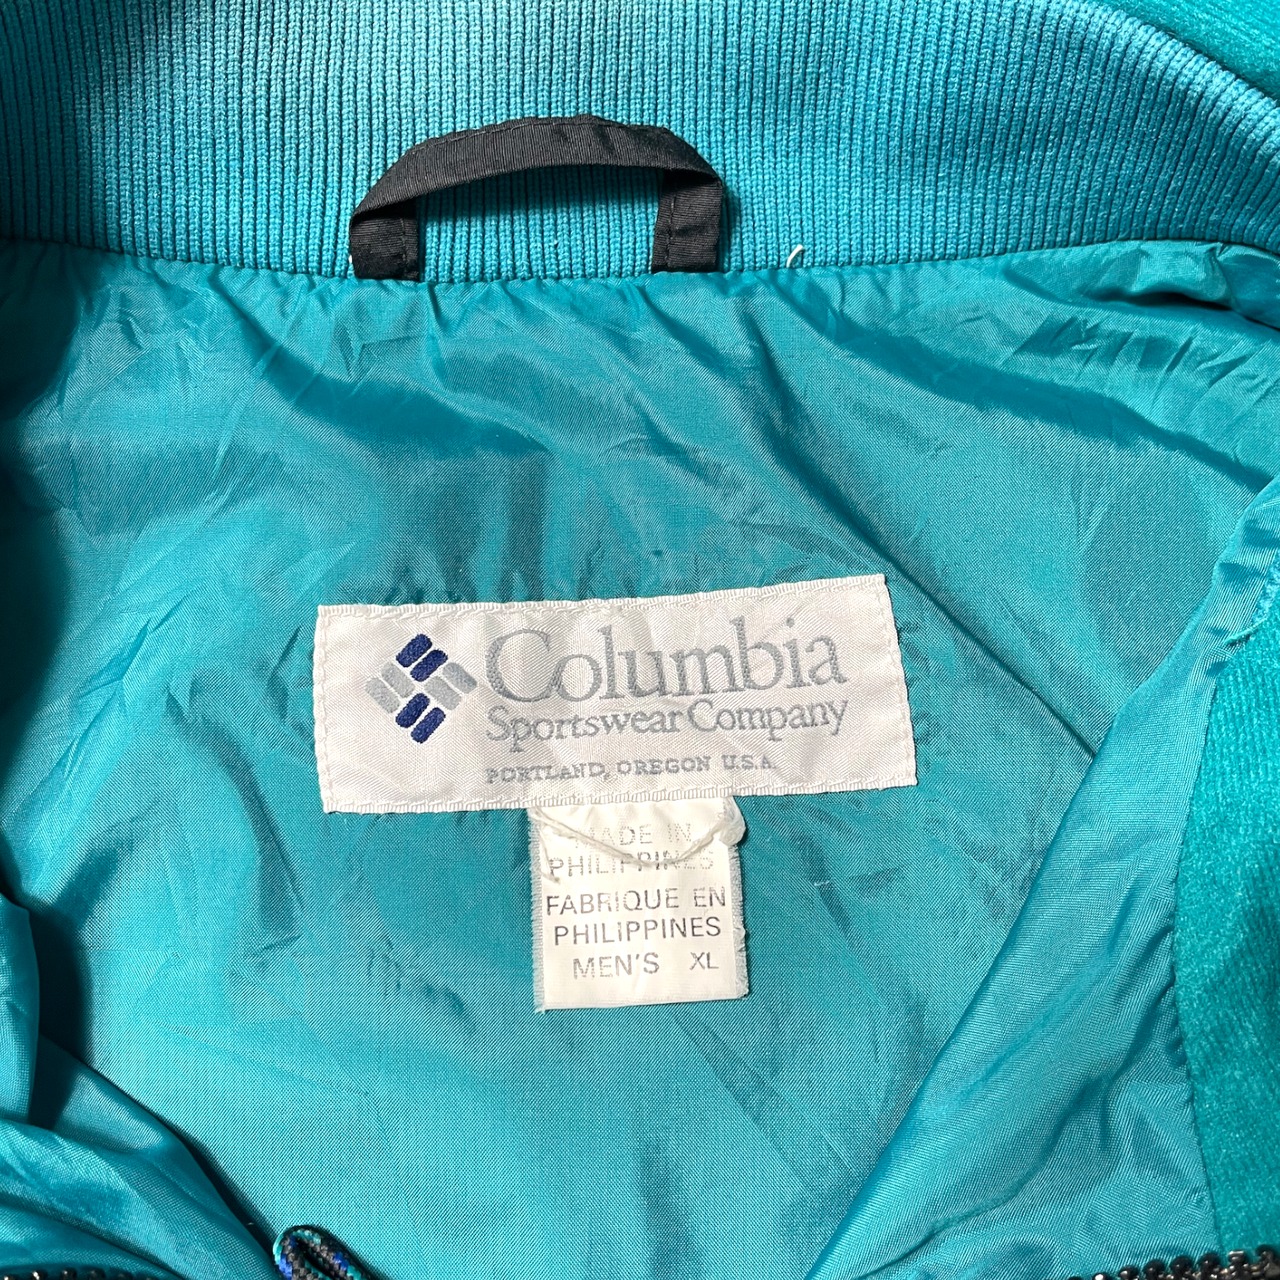 Columbia
Sportswear Company
PORTLAND, OREGON U.S.A.
MADE IN
PHILIPPINES
FABRIQUE EN
PHILIPPINES
MEN'S XL